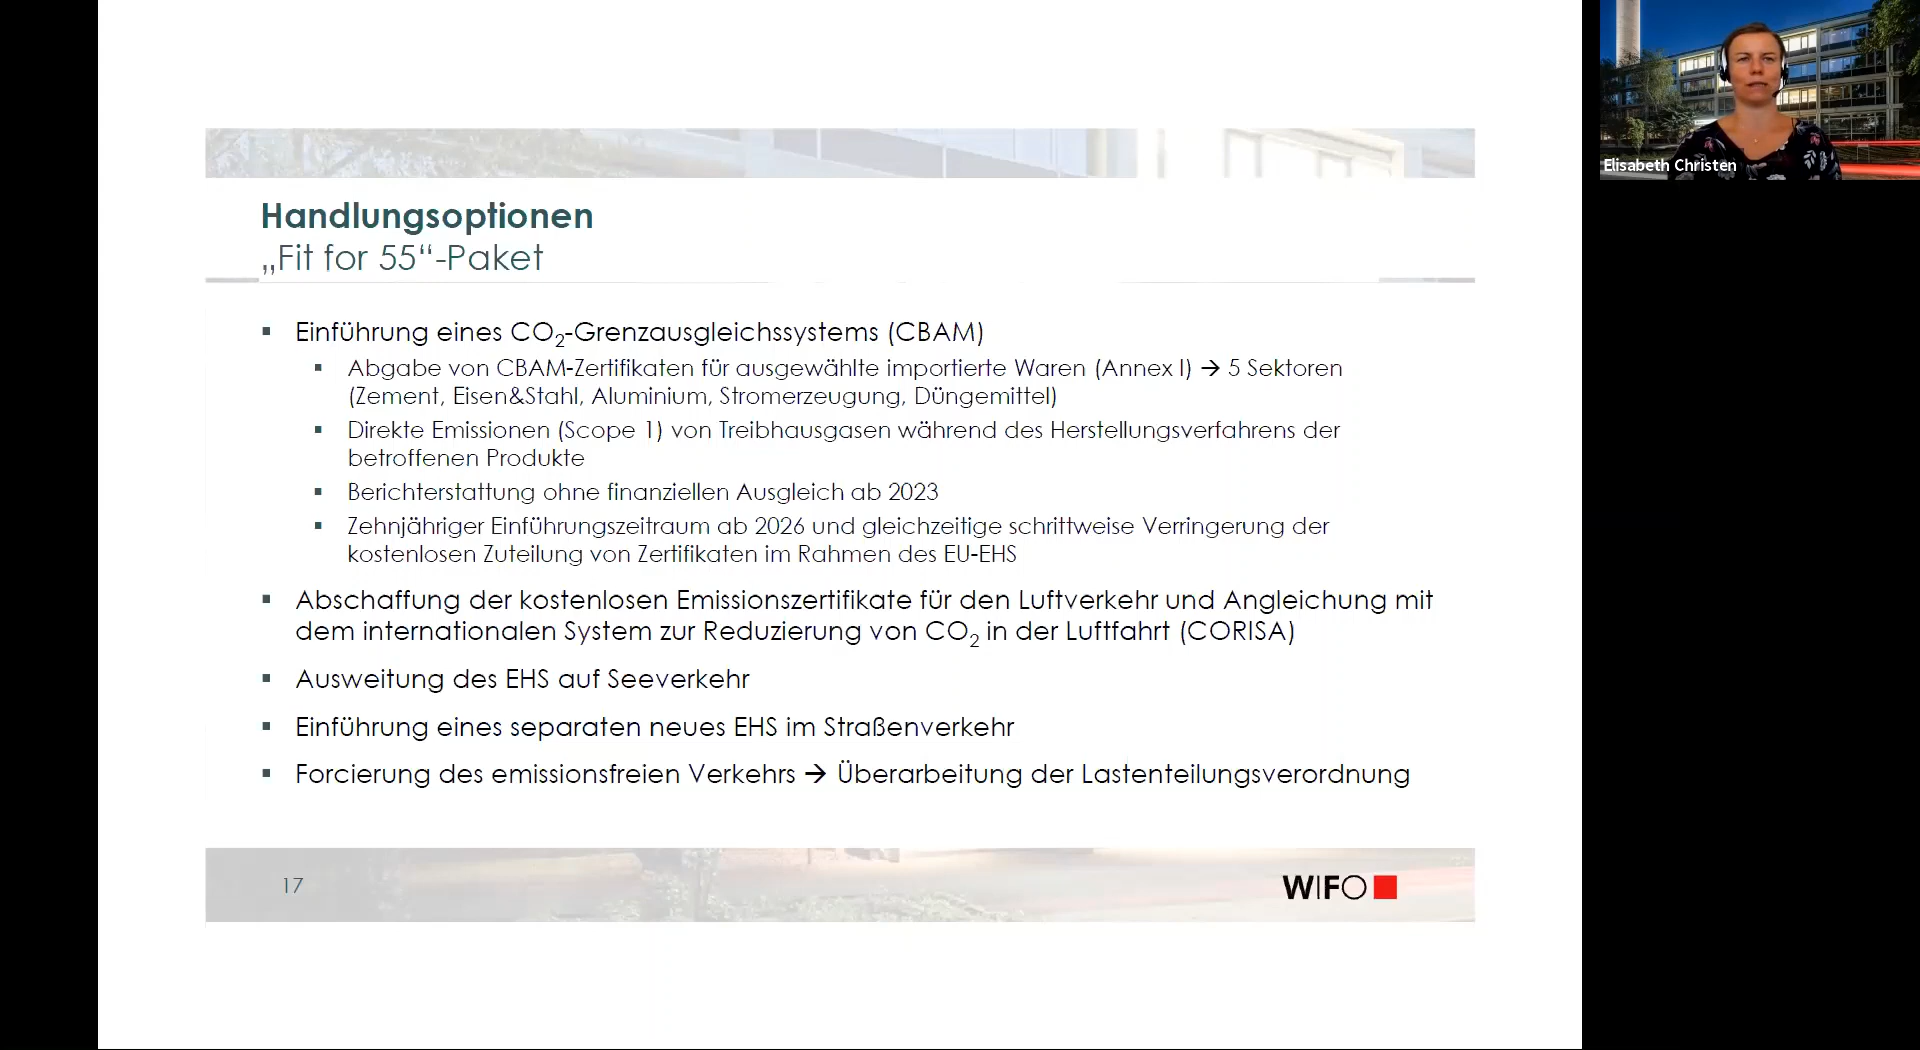 Handlungsoptionen
„Fit for 55“-Paket
▪ Einführung eines CO₂-Grenzausgleichssystems (CBAM)
▪ Abgabe von CBAM-Zertifikaten für ausgewählte importierte Waren (Annex I) → 5 Sektoren
(Zement, Eisen&Stahl, Aluminium, Stromerzeugung, Düngemittel)
▪ Direkte Emissionen (Scope 1) von Treibhausgasen während des Herstellungsverfahrens der
betroffenen Produkte
▪ Berichterstattung ohne finanziellen Ausgleich ab 2023
▪ Zehnjähriger Einführungszeitraum ab 2026 und gleichzeitige schrittweise Verringerung der
kostenlosen Zuteilung von Zertifikaten im Rahmen des EU-EHS
▪ Abschaffung der kostenlosen Emissionszertifikate für den Luftverkehr und Angleichung mit
dem internationalen System zur Reduzierung von CO₂ in der Luftfahrt (CORISA)
▪ Ausweitung des EHS auf Seeverkehr
▪ Einführung eines separaten neues EHS im Straßenverkehr
▪ Forcierung des emissionsfreien Verkehrs → Überarbeitung der Lastenteilungsverordnung
17
WIFO
Elisabeth Christen